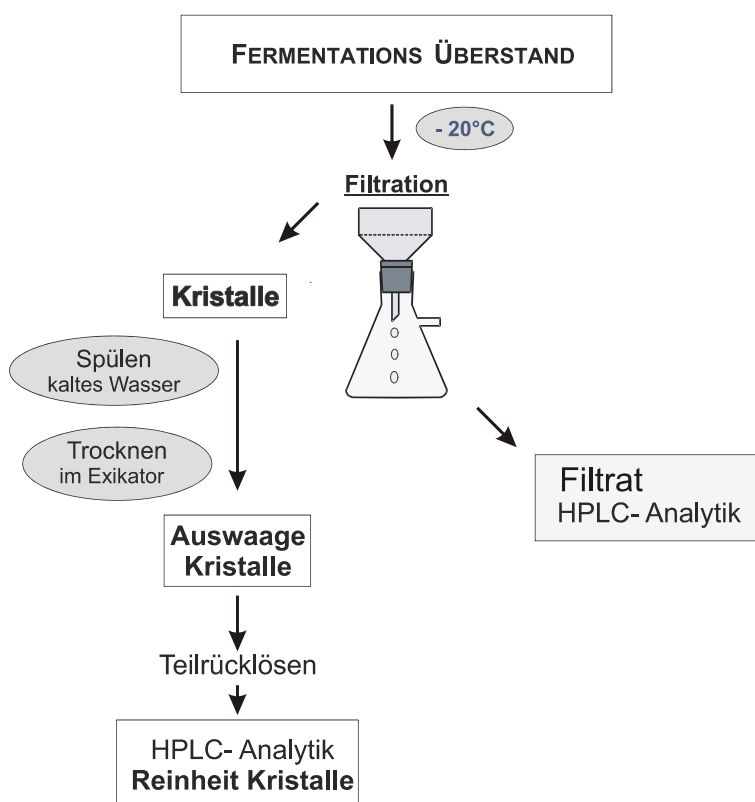 FERMENTATIONS ÜBERSTAND
- 20°C
Filtration
Kristalle
Spülen
kaltes Wasser
Trocknen
im Exikator
Filtrat
HPLC- Analytik
Auswaage
Kristalle
Teilrücklösen
HPLC- Analytik
Reinheit Kristalle